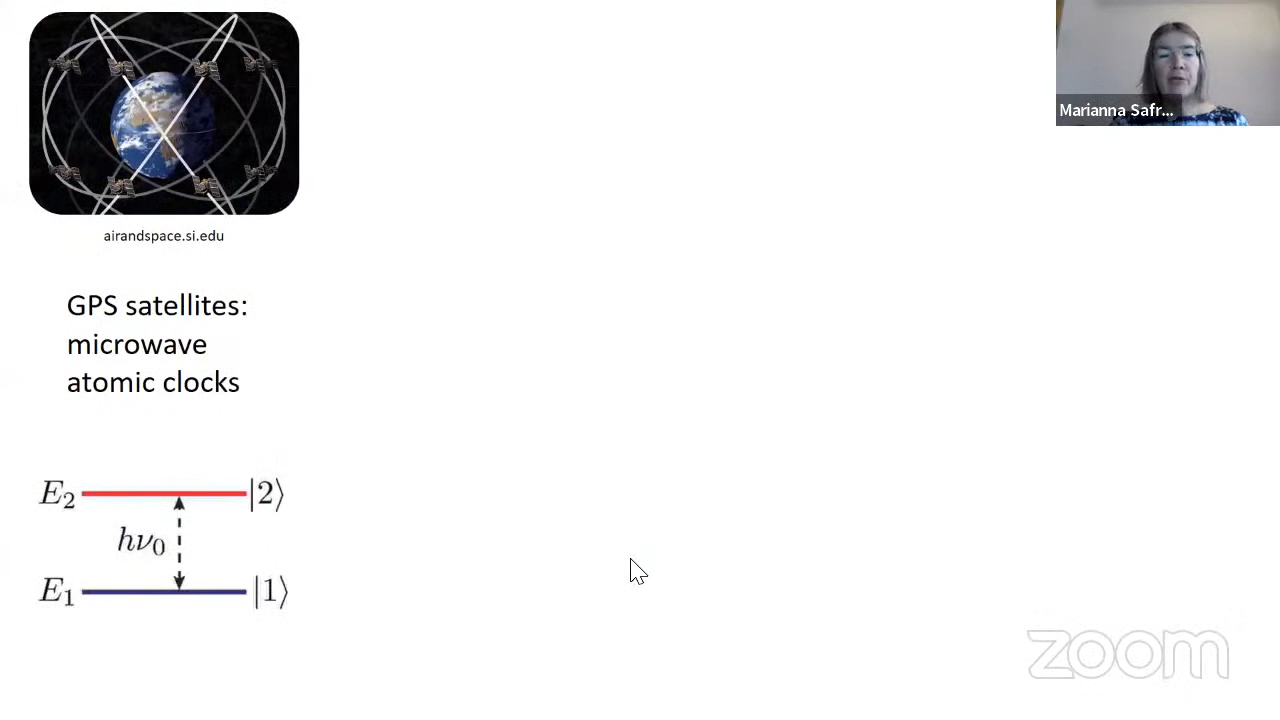 Marianna Safr...
airandspace.si.edu
GPS satellites:
microwave
atomic clocks
E₂ |2⟩
hν₀
E₁ |1⟩
zoom